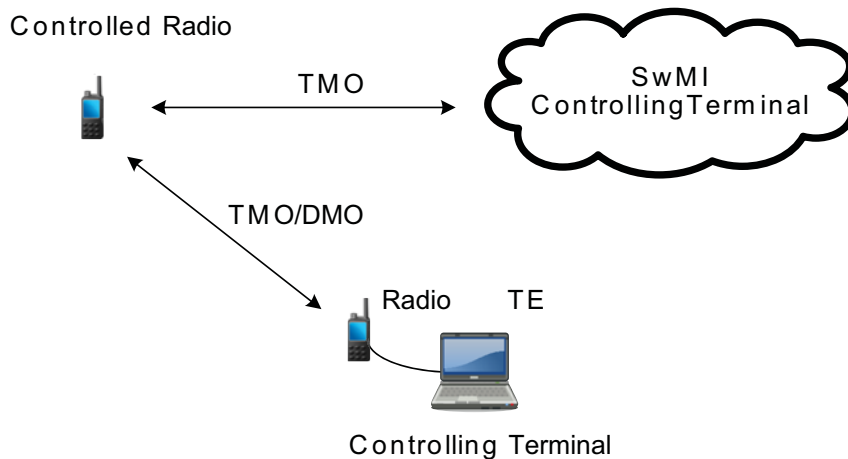 Controlled Radio
TMO
SwMI
ControllingTerminal
TMO/DMO
Radio TE
Controlling Terminal